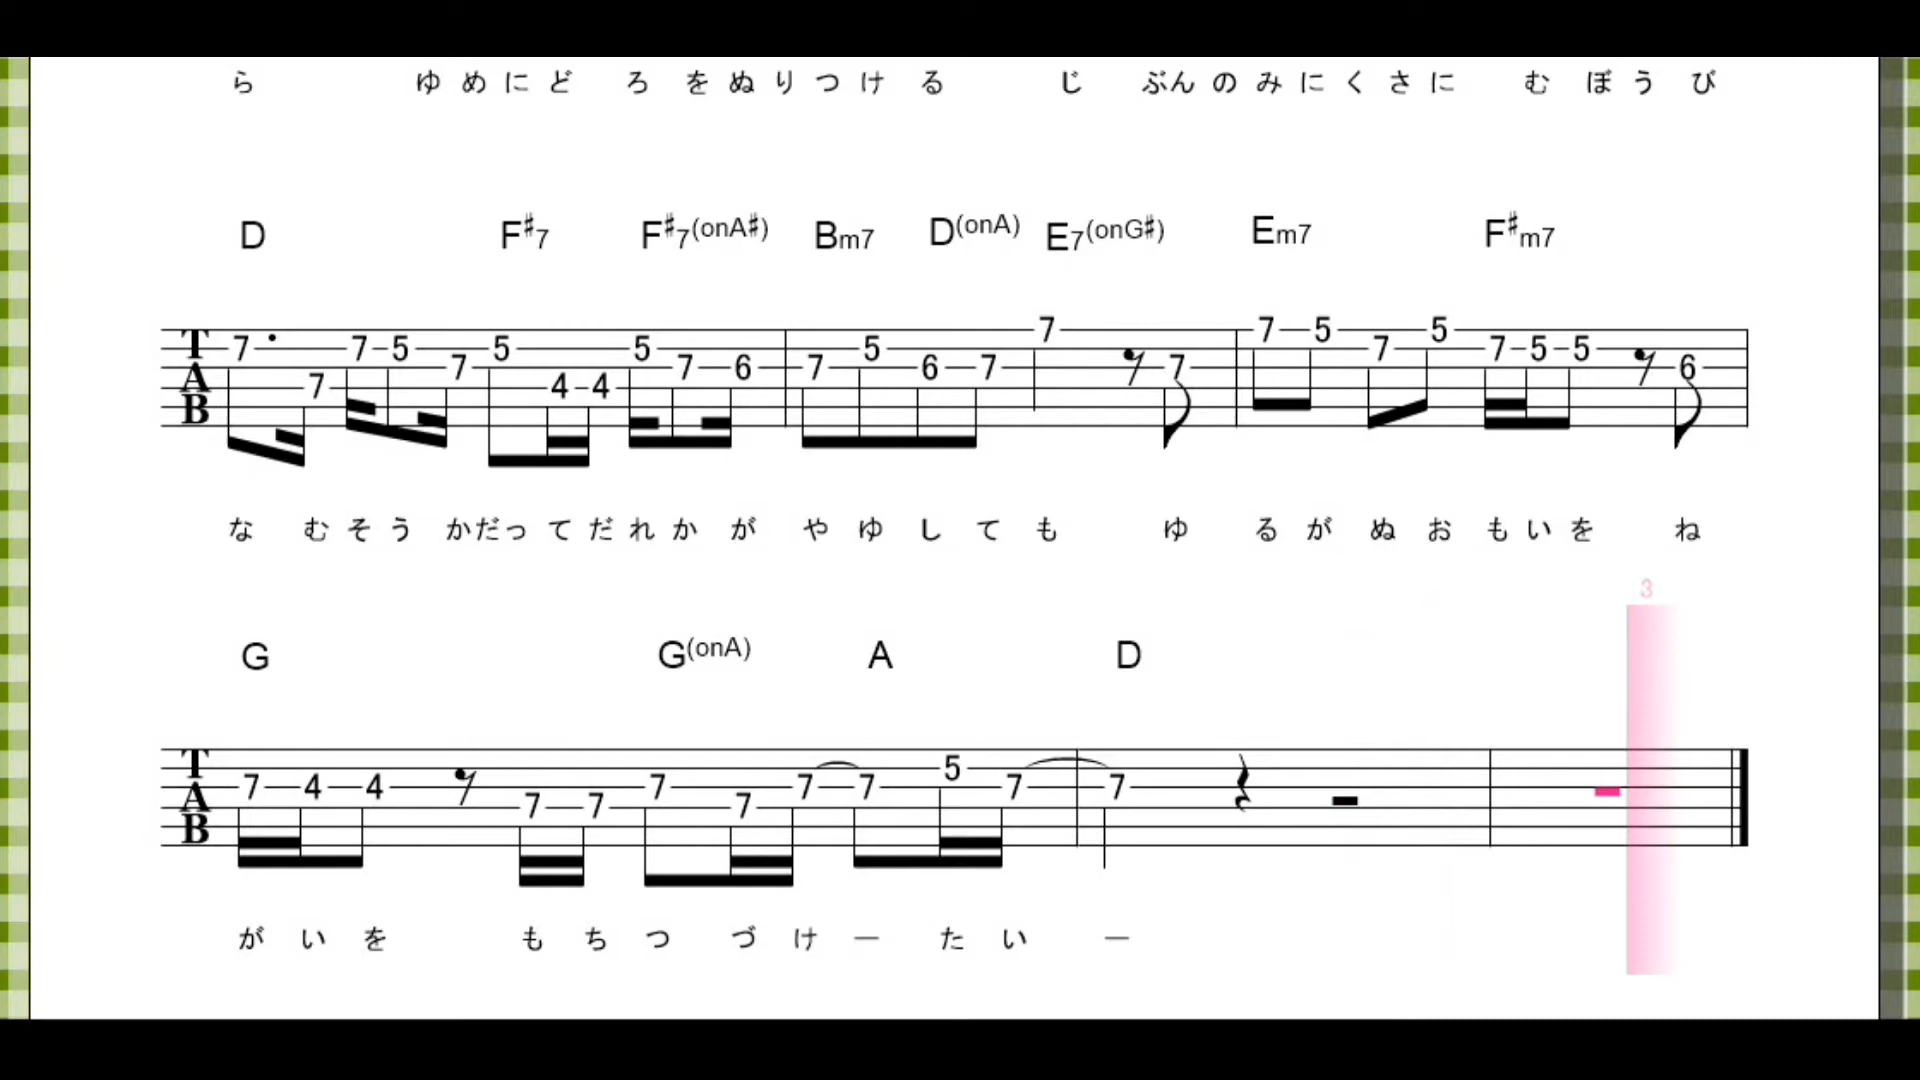 ら ゆ め に ど ろ を ぬ り つ け る じ ぶん の み に く さ に む ぼ う び
D F♯7 F♯7(onA♯) Bm7 D(onA) E7(onG♯) Em7 F♯m7
TAB 7 7 7 5 7 5 4 4 5 7 6 7 5 6 7 7 7 7 5 7 5 7 5 5 6
な む そ う か だ っ て だ れ か が や ゆ し て も ゆ る が ぬ お も い を ね
3
G G(onA) A D
TAB 7 4 4 7 7 7 7 7 7 5 7 7
が い を も ち つ づ け ー た い ー